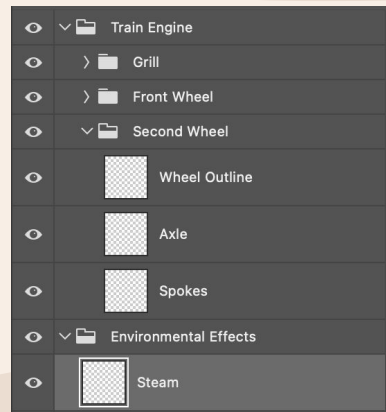 Train Engine
Grill
Front Wheel
Second Wheel
Wheel Outline
Axle
Spokes
Environmental Effects
Steam